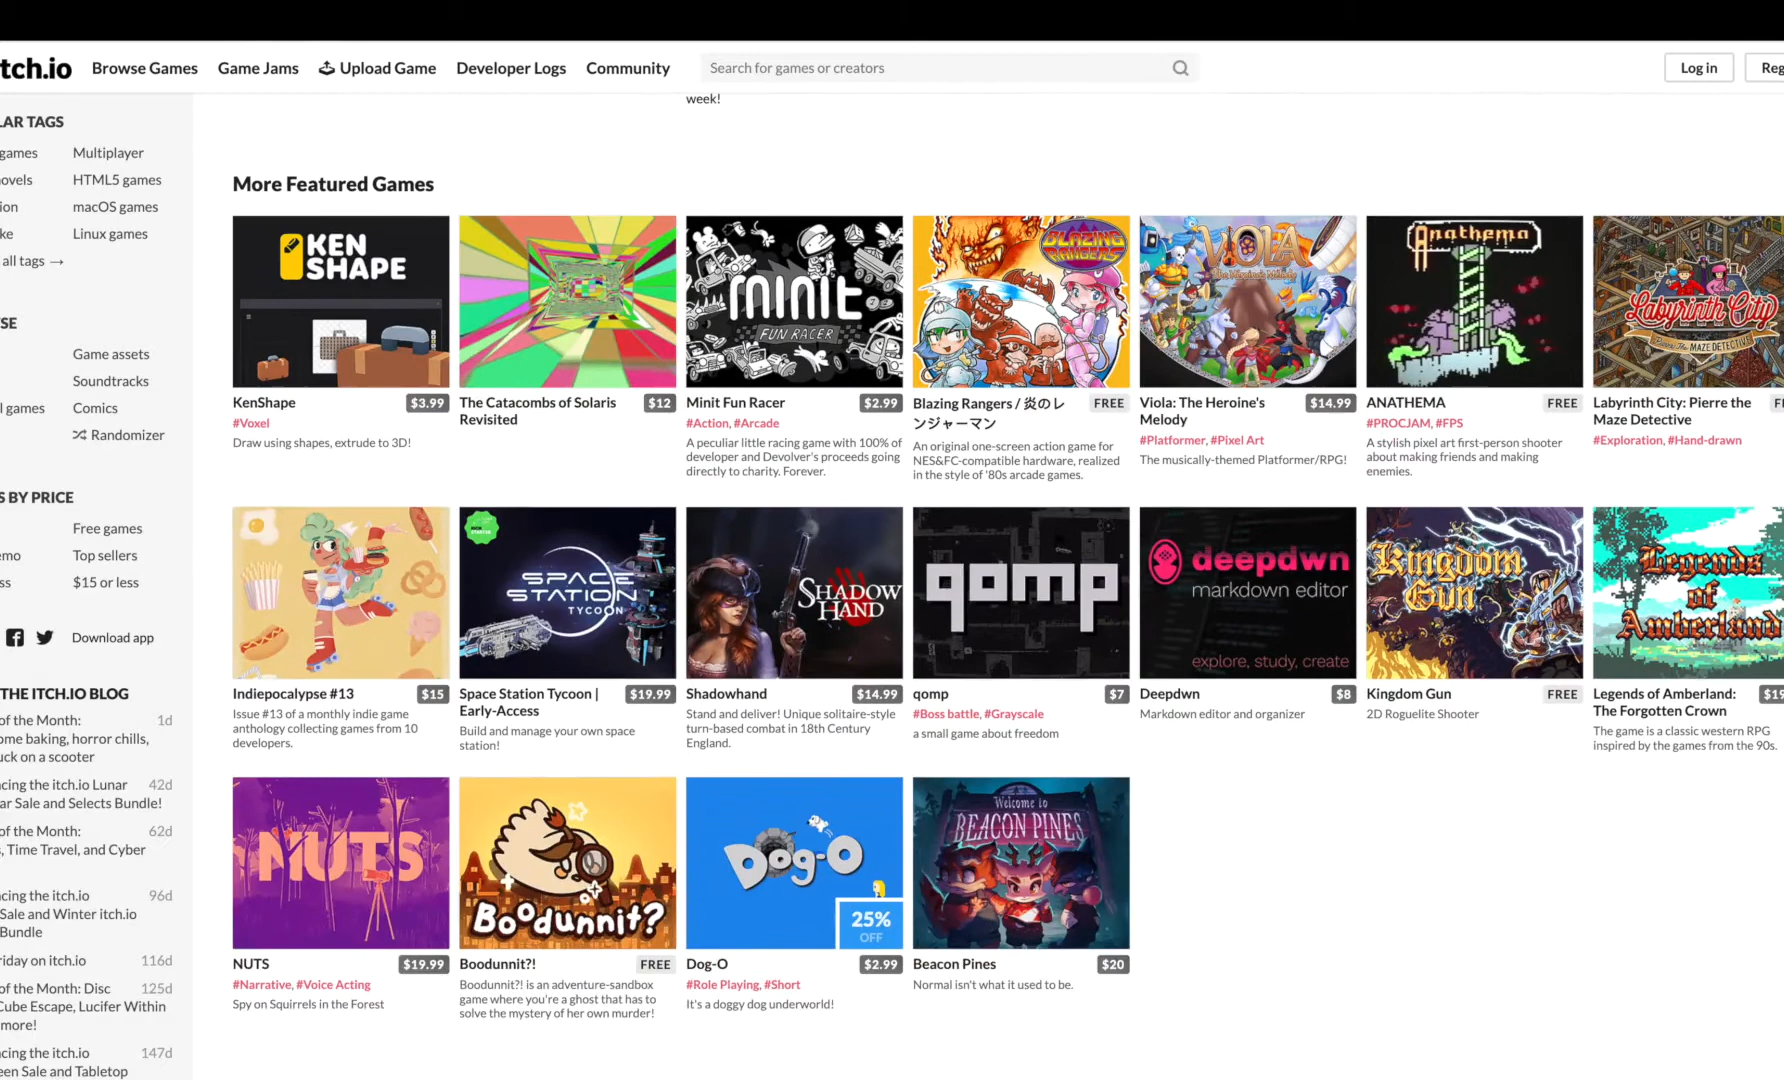 tch.io
Browse Games
Game Jams
Upload Game
Developer Logs
Community
Search for games or creators
Log in
Reg
week!
LAR TAGS
games
Multiplayer
ovels
HTML5 games
ion
macOS games
ke
Linux games
all tags →
SE
Game assets
Soundtracks
l games
Comics
Randomizer
S BY PRICE
Free games
emo
Top sellers
ss
$15 or less
Download app
THE ITCH.IO BLOG
of the Month:
1d
ome baking, horror chills,
uck on a scooter
cing the itch.io Lunar
42d
ar Sale and Selects Bundle!
of the Month:
62d
, Time Travel, and Cyber
cing the itch.io
96d
Sale and Winter itch.io
Bundle
riday on itch.io
116d
of the Month: Disc
125d
Cube Escape, Lucifer Within
more!
cing the itch.io
147d
een Sale and Tabletop
More Featured Games
KEN
SHAPE
KenShape
$3.99
#Voxel
Draw using shapes, extrude to 3D!
The Catacombs of Solaris
Revisited
$12
minit
FUN RACER
Minit Fun Racer
$2.99
#Action, #Arcade
A peculiar little racing game with 100% of
developer and Devolver's proceeds going
directly to charity. Forever.
BLAZING
RANGERS
Blazing Rangers / 炎のレ
ンジャーマン
FREE
An original one-screen action game for
NES&FC-compatible hardware, realized
in the style of '80s arcade games.
VIOLA
The Heroine's Melody
Viola: The Heroine's
Melody
$14.99
#Platformer, #Pixel Art
The musically-themed Platformer/RPG!
Anathema
ANATHEMA
FREE
#PROCJAM, #FPS
A stylish pixel art first-person shooter
about making friends and making
enemies.
Labyrinth City
Pierre the MAZE DETECTIVE
Labyrinth City: Pierre the
Maze Detective
F
#Exploration, #Hand-drawn
Indiepocalypse #13
$15
Issue #13 of a monthly indie game
anthology collecting games from 10
developers.
STARTER
SPACE
STATION
TYCOON
Space Station Tycoon |
Early-Access
$19.99
Build and manage your own space
station!
SHADOW
HAND
Shadowhand
$14.99
Stand and deliver! Unique solitaire-style
turn-based combat in 18th Century
England.
qomp
qomp
$7
#Boss battle, #Grayscale
a small game about freedom
deepdwn
markdown editor
explore, study, create
Deepdwn
$8
Markdown editor and organizer
Kingdom
Gun
Kingdom Gun
FREE
2D Roguelite Shooter
Legends
of
Amberland
Legends of Amberland:
The Forgotten Crown
$19
The game is a classic western RPG
inspired by the games from the 90s.
NUTS
NUTS
$19.99
#Narrative, #Voice Acting
Spy on Squirrels in the Forest
Boodunnit?
Boodunnit?!
FREE
Boodunnit?! is an adventure-sandbox
game where you're a ghost that has to
solve the mystery of her own murder!
Dog-O
25%
OFF
Dog-O
$2.99
#Role Playing, #Short
It's a doggy dog underworld!
Welcome to
BEACON PINES
Beacon Pines
$20
Normal isn't what it used to be.